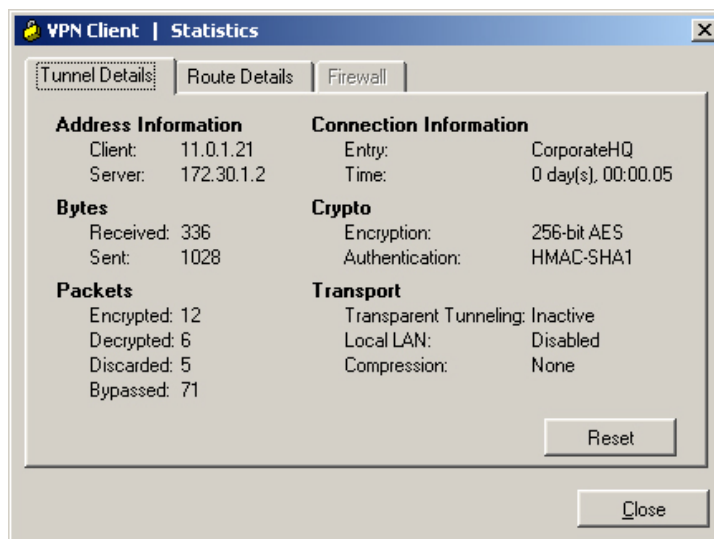 VPN Client | Statistics
Tunnel Details
Route Details
Firewall
Address Information
Client: 11.0.1.21
Server: 172.30.1.2
Connection Information
Entry: CorporateHQ
Time: 0 day(s), 00:00.05
Bytes
Received: 336
Sent: 1028
Crypto
Encryption: 256-bit AES
Authentication: HMAC-SHA1
Packets
Encrypted: 12
Decrypted: 6
Discarded: 5
Bypassed: 71
Transport
Transparent Tunneling: Inactive
Local LAN: Disabled
Compression: None
Reset
Close